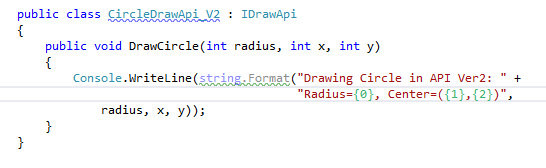 public class CircleDrawApi_V2 : IDrawApi
{
    public void DrawCircle(int radius, int x, int y)
    {
        Console.WriteLine(string.Format("Drawing Circle in API Ver2: " +
                                        "Radius={0}, Center=({1},{2})",
            radius, x, y));
    }
}